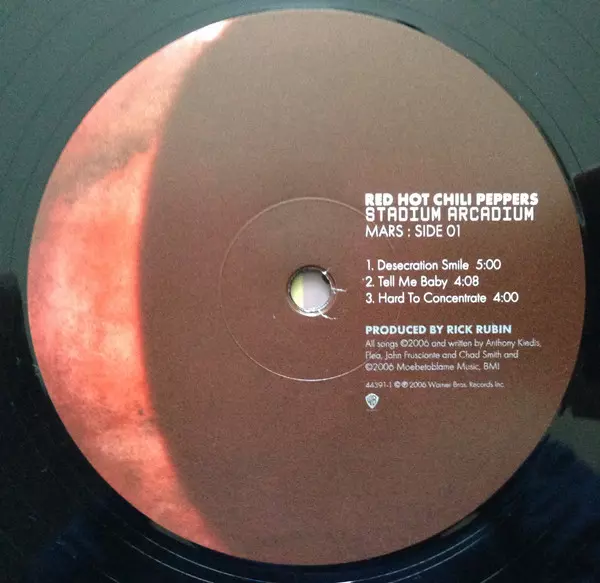 RED HOT CHILI PEPPERS
STADIUM ARCADIUM
MARS : SIDE 01
1. Desecration Smile 5:00
2. Tell Me Baby 4:08
3. Hard To Concentrate 4:00
PRODUCED BY RICK RUBIN
All songs ©2006 and written by Anthony Kiedis,
Flea, John Frusciante and Chad Smith and
©2006 Moebetoblame Music, BMI
44391-1 ©℗ 2006 Warner Bros. Records Inc.